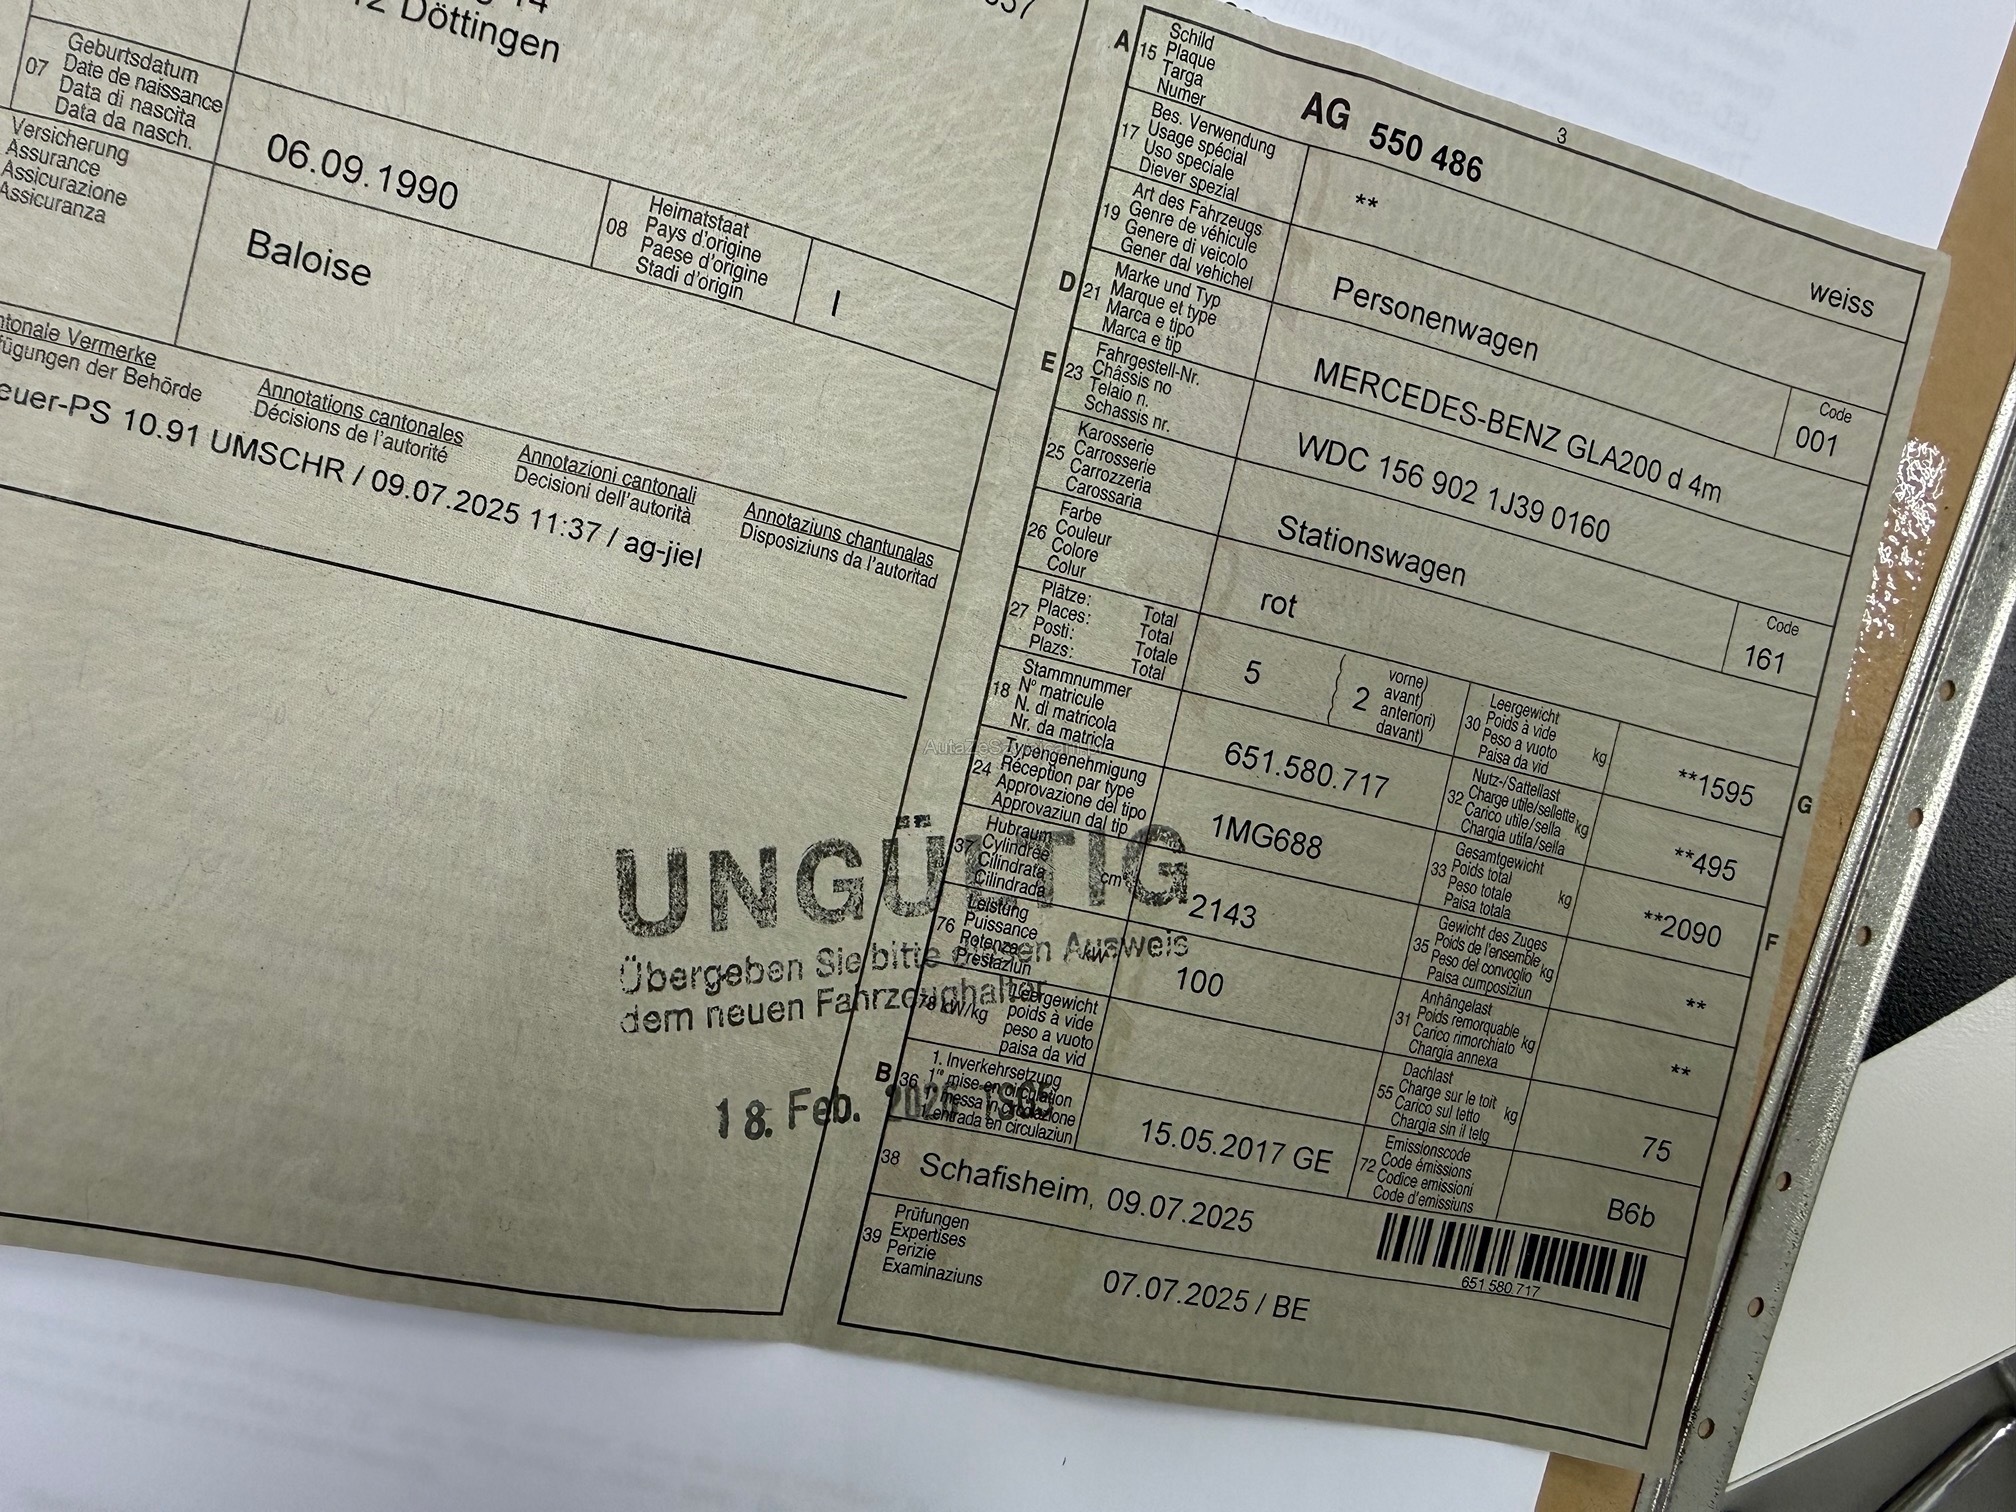 12 Döttingen
07
Geburtsdatum
Date de naissance
Data di nascita
Data da nasch.
06.09.1990
08
Heimatstaat
Pays d'origine
Paese d'origine
Stadi d'origin
I
Versicherung
Assurance
Assicurazione
Assicuranza
Baloise
Annotations cantonales
Décisions de l'autorité
Annotazioni cantonali
Decisioni dell'autorità
Annotaziuns chantunalas
Disposiziuns da l'autoritad
10.91 UMSCHR / 09.07.2025 11:37 / ag-jiel
UNGÜLTIG
Übergeben Sie bitte diesen Ausweis
dem neuen Fahrzeughalter
18. Feb. 2026 TSG5
3
A 15
Schild
Plaque
Targa
Numer
AG 550 486
weiss
17
Bes. Verwendung
Usage spécial
Uso speciale
Diever spezial
**
19
Art des Fahrzeugs
Genre de véhicule
Genere di veicolo
Gener dal vehichel
Personenwagen
Code
001
D 21
Marke und Typ
Marque et type
Marca e tipo
Marca e tip
MERCEDES-BENZ GLA200 d 4m
E 23
Fahrgestell-Nr.
Châssis no
Telaio n.
Schassis nr.
WDC 156 902 1J39 0160
25
Karosserie
Carrosserie
Carrozzeria
Carossaria
Stationswagen
Code
161
26
Farbe
Couleur
Colore
Colur
rot
27
Plätze: Total
Places: Total
Posti: Totale
Plazs: Total
5
2
vorne)
avant)
anteriori)
davant)
30
Leergewicht
Poids à vide
Peso a vuoto
Paisa da vid
kg
**1595
G
18
Stammnummer
N° matricule
N. di matricola
Nr. da matricla
651.580.717
32
Nutz-/Sattellast
Charge utile/sellette
Carico utile/sella
Chargia utila/sella
kg
**495
24
Typengenehmigung
Réception par type
Approvazione del tipo
Approvaziun dal tip
1MG688
33
Gesamtgewicht
Poids total
Peso totale
Paisa totala
kg
**2090
F
37
Hubraum
Cylindrée
Cilindrata
Cilindrada
cm³
2143
35
Gewicht des Zuges
Poids de l'ensemble
Peso del convoglio
Paisa cumposiziun
kg
**
76
Leistung
Puissance
Potenza
Prestaziun
kW
100
31
Anhängelast
Poids remorquable
Carico rimorchiato
Chargia annexa
kg
**
78 kW/kg
Leergewicht
poids à vide
peso a vuoto
paisa da vid
55
Dachlast
Charge sur le toit
Carico sul tetto
Chargia sin il tetg
kg
75
B 36
1. Inverkehrsetzung
1re mise en circulation
1a messa in circolazione
1. entrada en circulaziun
15.05.2017 GE
72
Emissionscode
Code émissions
Codice emissioni
Code d'emissiuns
B6b
38
Schafisheim, 09.07.2025
651 580.717
39
Prüfungen
Expertises
Perizie
Examinaziuns
07.07.2025 / BE